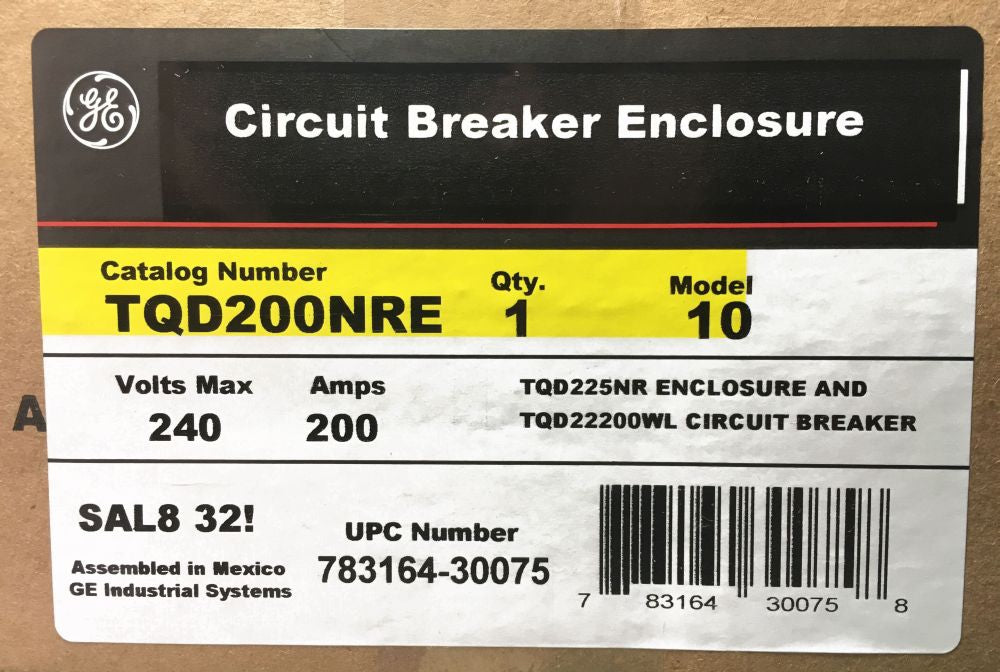 GE
Circuit Breaker Enclosure
Catalog Number Qty. Model
TQD200NRE 1 10
Volts Max Amps
240 200
TQD225NR ENCLOSURE AND
TQD22200WL CIRCUIT BREAKER
A
SAL8 32!
Assembled in Mexico
GE Industrial Systems
UPC Number
783164-30075
7 83164 30075 8